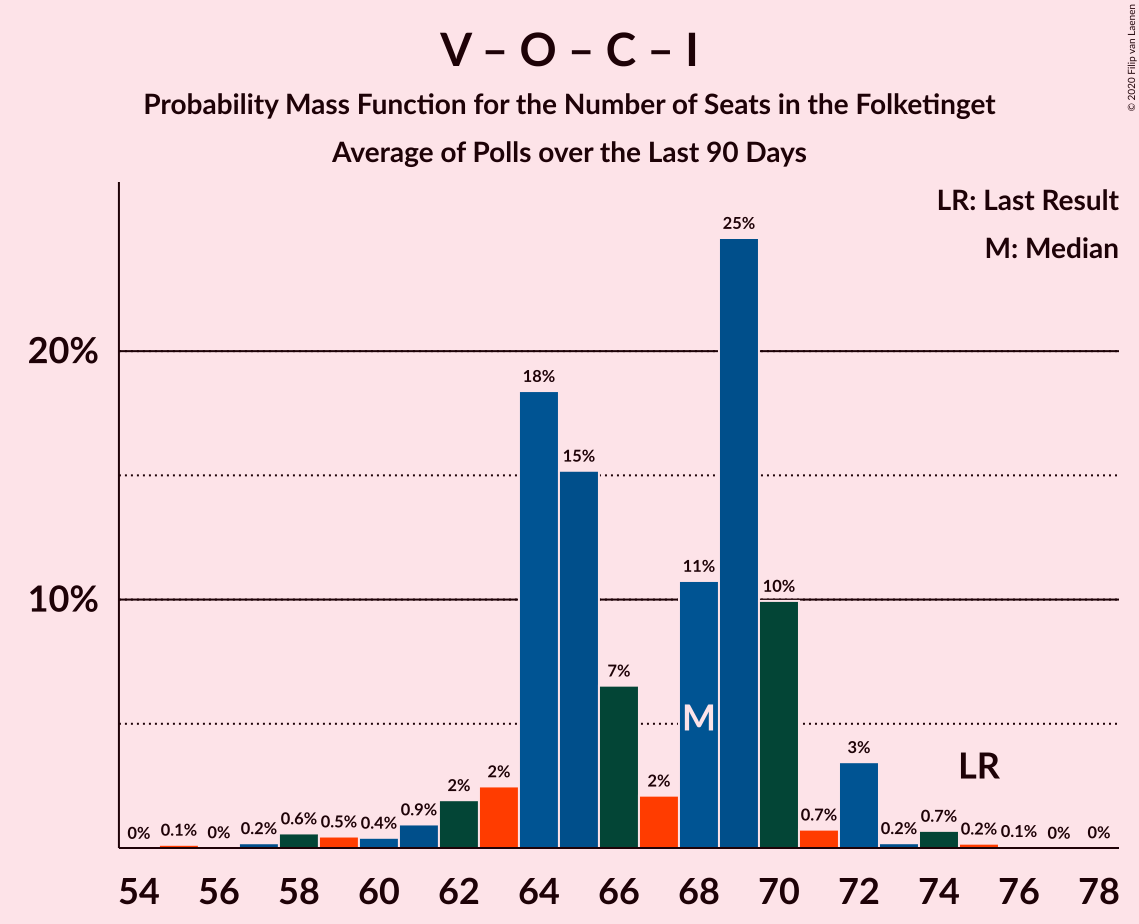 V – O – C – I
Probability Mass Function for the Number of Seats in the Folketinget
Average of Polls over the Last 90 Days
© 2020 Filip van Laenen
LR: Last Result
M: Median
20%
10%
0% 0.1% 0% 0.2% 0.6% 0.5% 0.4% 0.9% 2% 2% 18% 15% 7% 2% 11% 25% 10% 0.7% 3% 0.2% 0.7% 0.2% 0.1% 0% 0%
M
LR
54 56 58 60 62 64 66 68 70 72 74 76 78